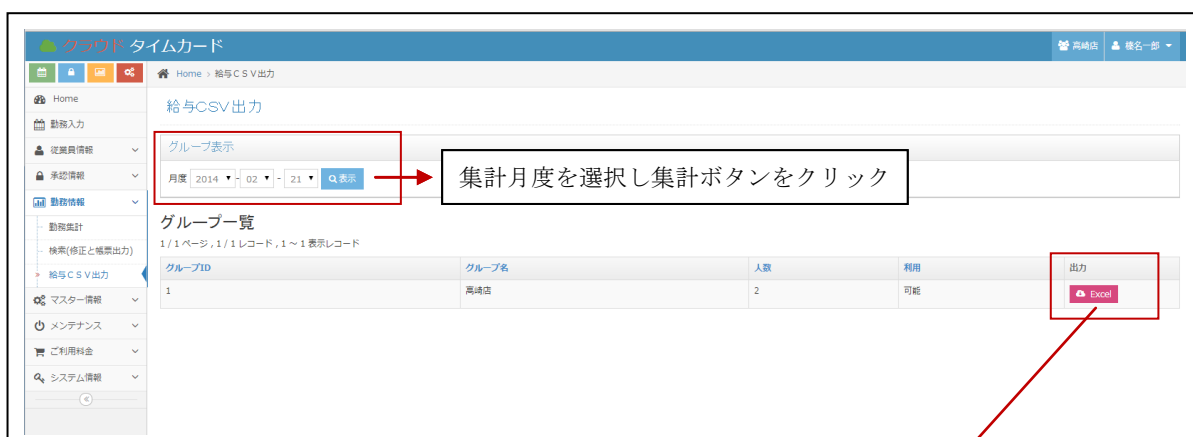 クラウド タイムカード
高崎店 榛名一郎
Home > 給与ＣＳＶ出力
Home
勤務入力
従業員情報
承認情報
勤務情報
勤務集計
検索(修正と帳票出力)
> 給与ＣＳＶ出力
マスター情報
メンテナンス
ご利用料金
システム情報
給与CSV出力
グループ表示
月度 2014 - 02 - 21 表示
集計月度を選択し集計ボタンをクリック
グループ一覧
1 / 1 ページ , 1 / 1 レコード , 1 ～ 1 表示レコード
グループID グループ名 人数 利用 出力
1 高崎店 2 可能 Excel